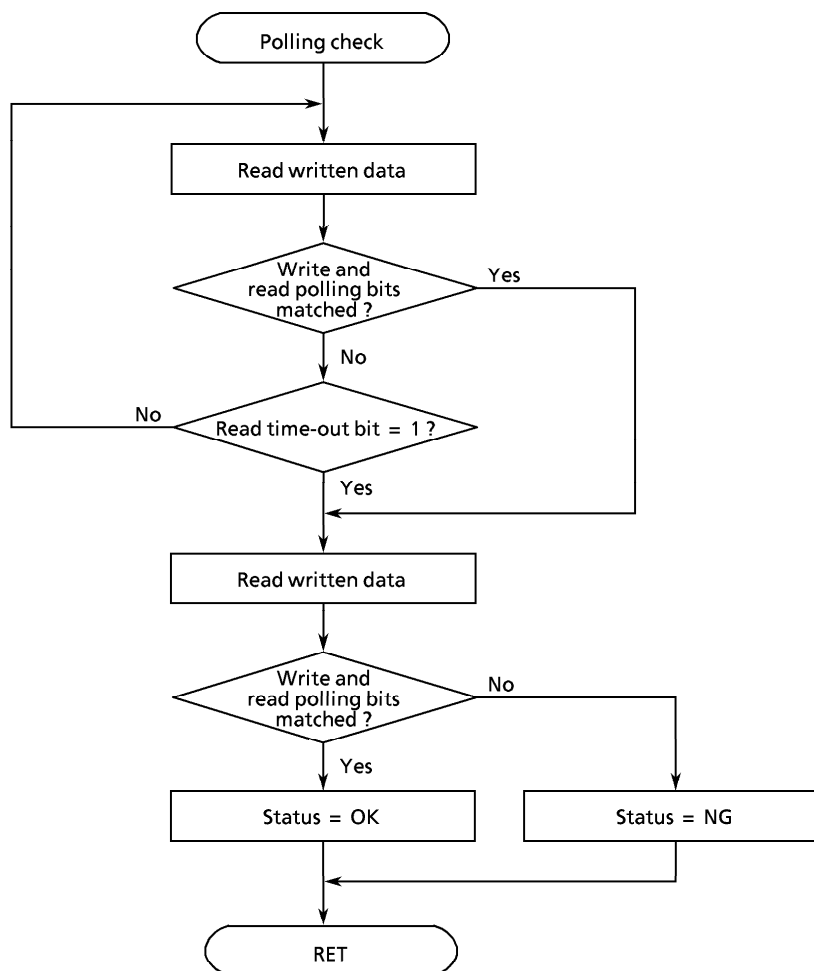 Polling check
Read written data
Write and
read polling bits
matched ?
Yes
No
No
Read time-out bit = 1 ?
Yes
Read written data
Write and
read polling bits
matched ?
No
Yes
Status = OK
Status = NG
RET